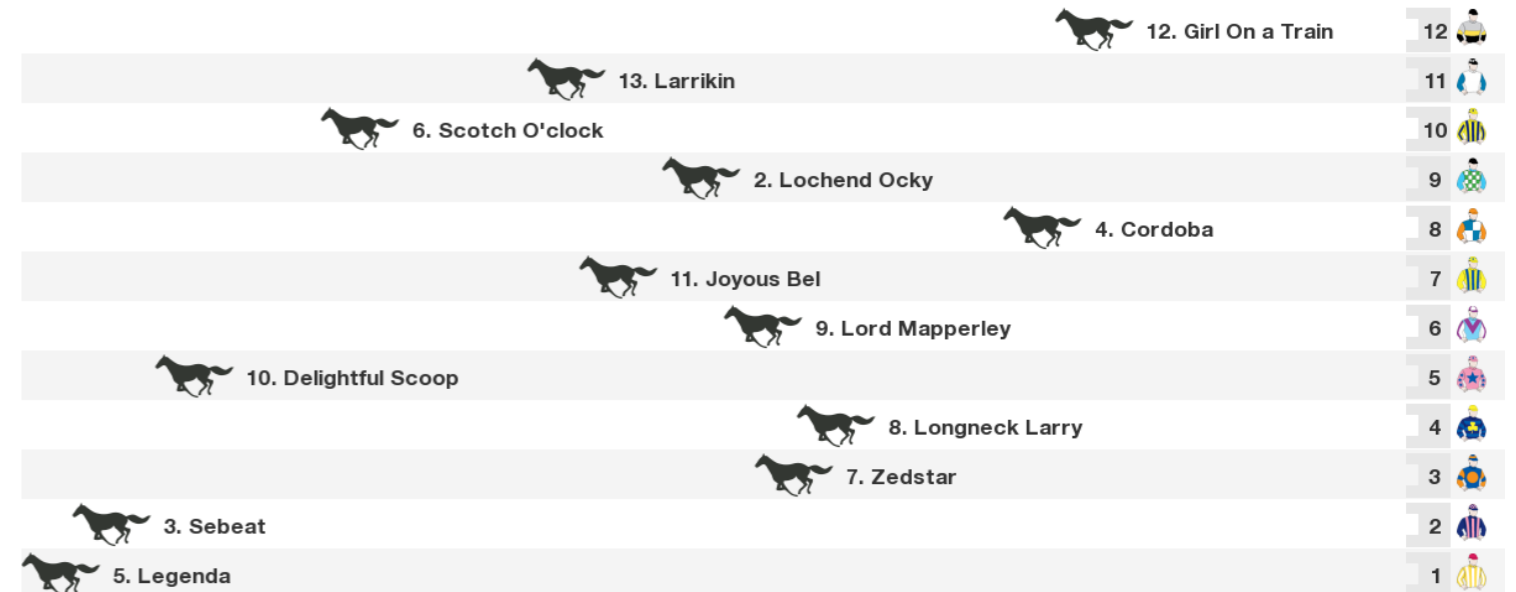 12. Girl On a Train 12
13. Larrikin 11
6. Scotch O'clock 10
2. Lochend Ocky 9
4. Cordoba 8
11. Joyous Bel 7
9. Lord Mapperley 6
10. Delightful Scoop 5
8. Longneck Larry 4
7. Zedstar 3
3. Sebeat 2
5. Legenda 1